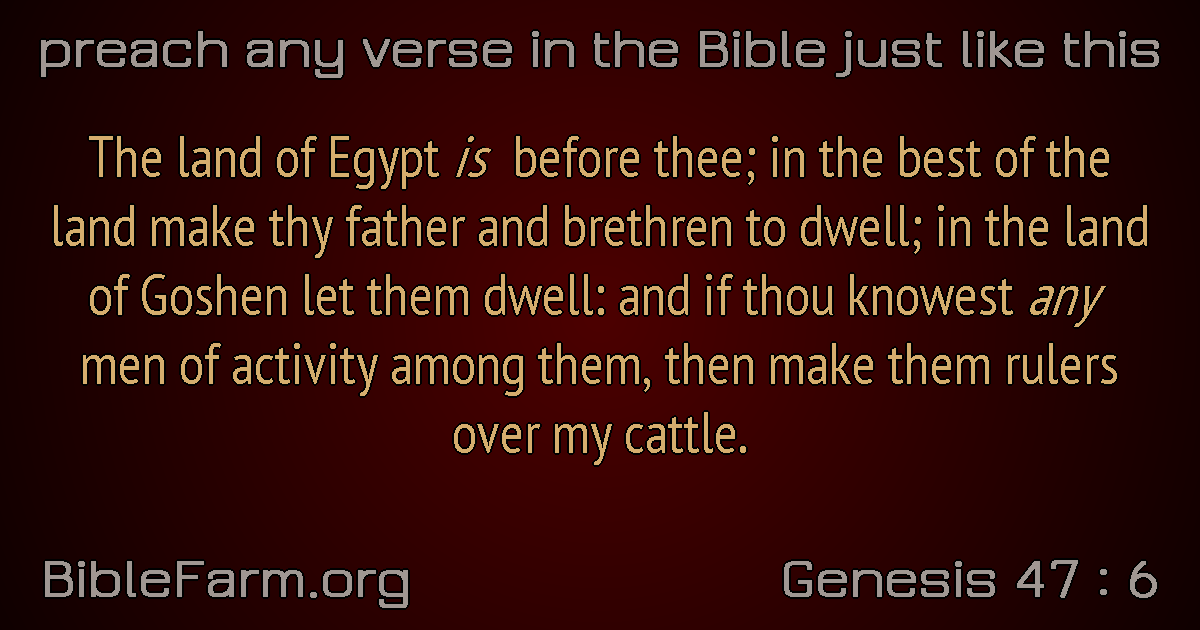 preach any verse in the Bible just like this
The land of Egypt is before thee; in the best of the
land make thy father and brethren to dwell; in the land
of Goshen let them dwell: and if thou knowest any
men of activity among them, then make them rulers
over my cattle.
BibleFarm.org
Genesis 47 : 6